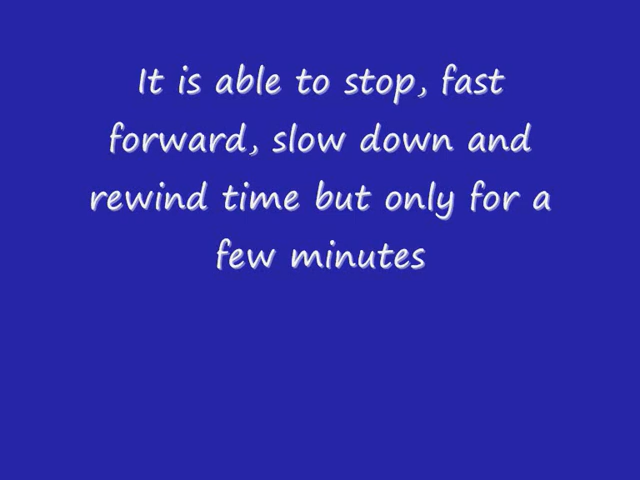 It is able to stop, fast
forward, slow down and
rewind time but only for a
few minutes